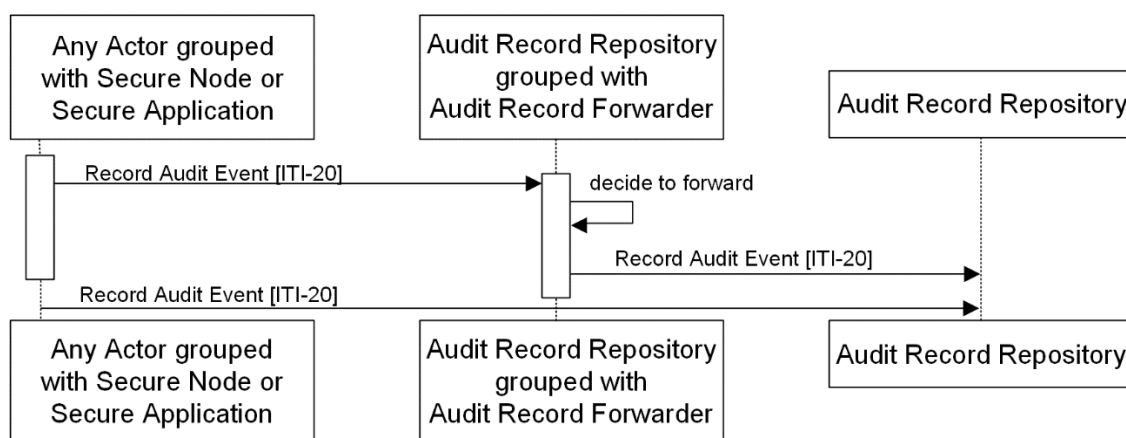 Any Actor grouped
with Secure Node or
Secure Application
Audit Record Repository
grouped with
Audit Record Forwarder
Audit Record Repository
Record Audit Event [ITI-20]
decide to forward
Record Audit Event [ITI-20]
Record Audit Event [ITI-20]
Any Actor grouped
with Secure Node or
Secure Application
Audit Record Repository
grouped with
Audit Record Forwarder
Audit Record Repository